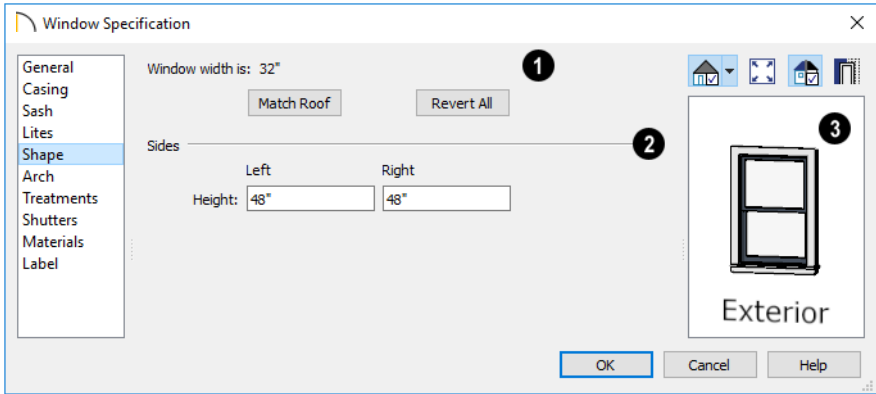 Window Specification
General
Casing
Sash
Lites
Shape
Arch
Treatments
Shutters
Materials
Label
Window width is: 32"
1
Match Roof
Revert All
Sides
2
Left
Right
Height:
48"
48"
3
Exterior
OK
Cancel
Help